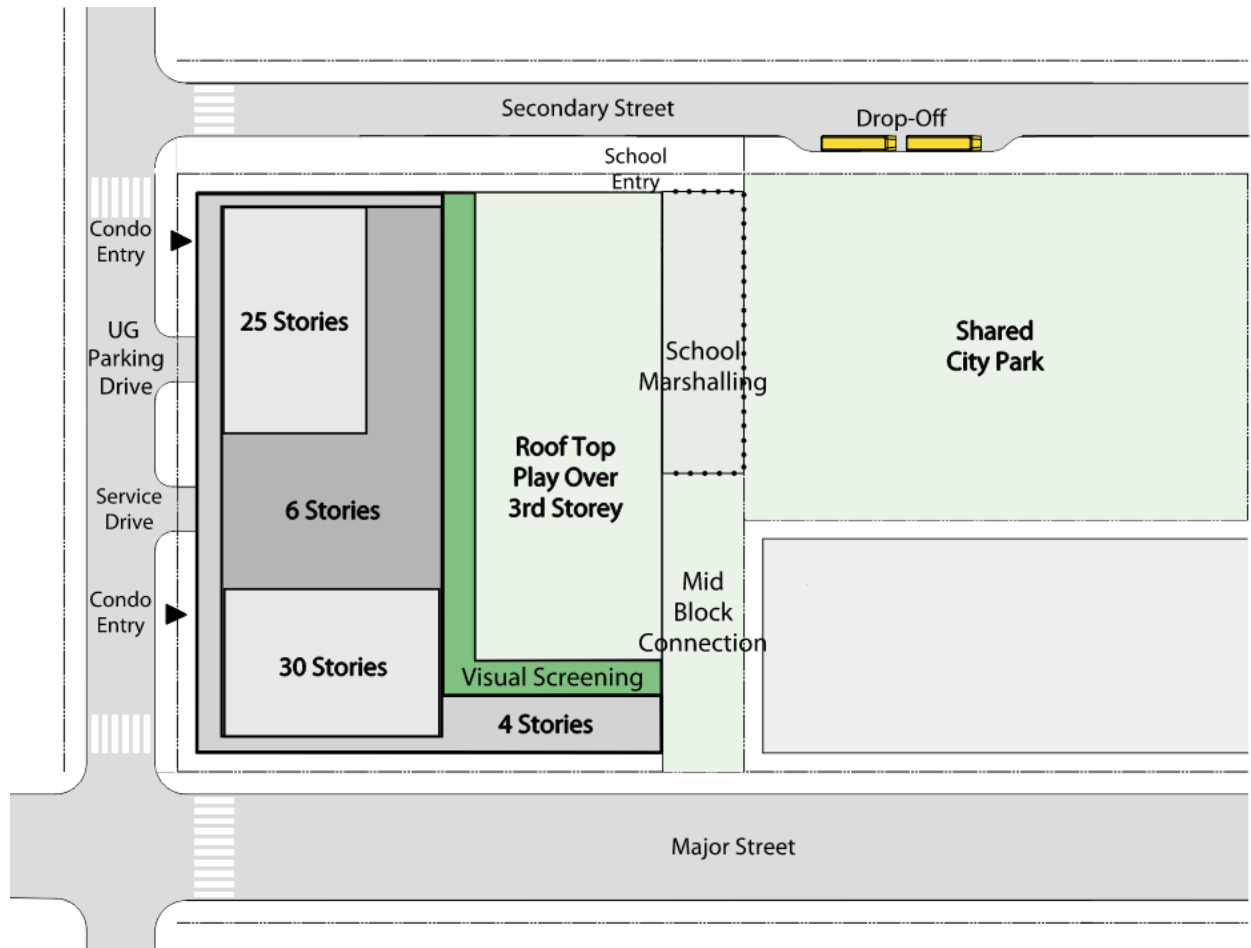 Secondary Street
Drop-Off
School
Entry
Condo
Entry
25 Stories
UG
Parking
Drive
School
Marshalling
Shared
City Park
Roof Top
Play Over
3rd Storey
Service
Drive
6 Stories
Mid
Block
Connection
Condo
Entry
30 Stories
Visual Screening
4 Stories
Major Street